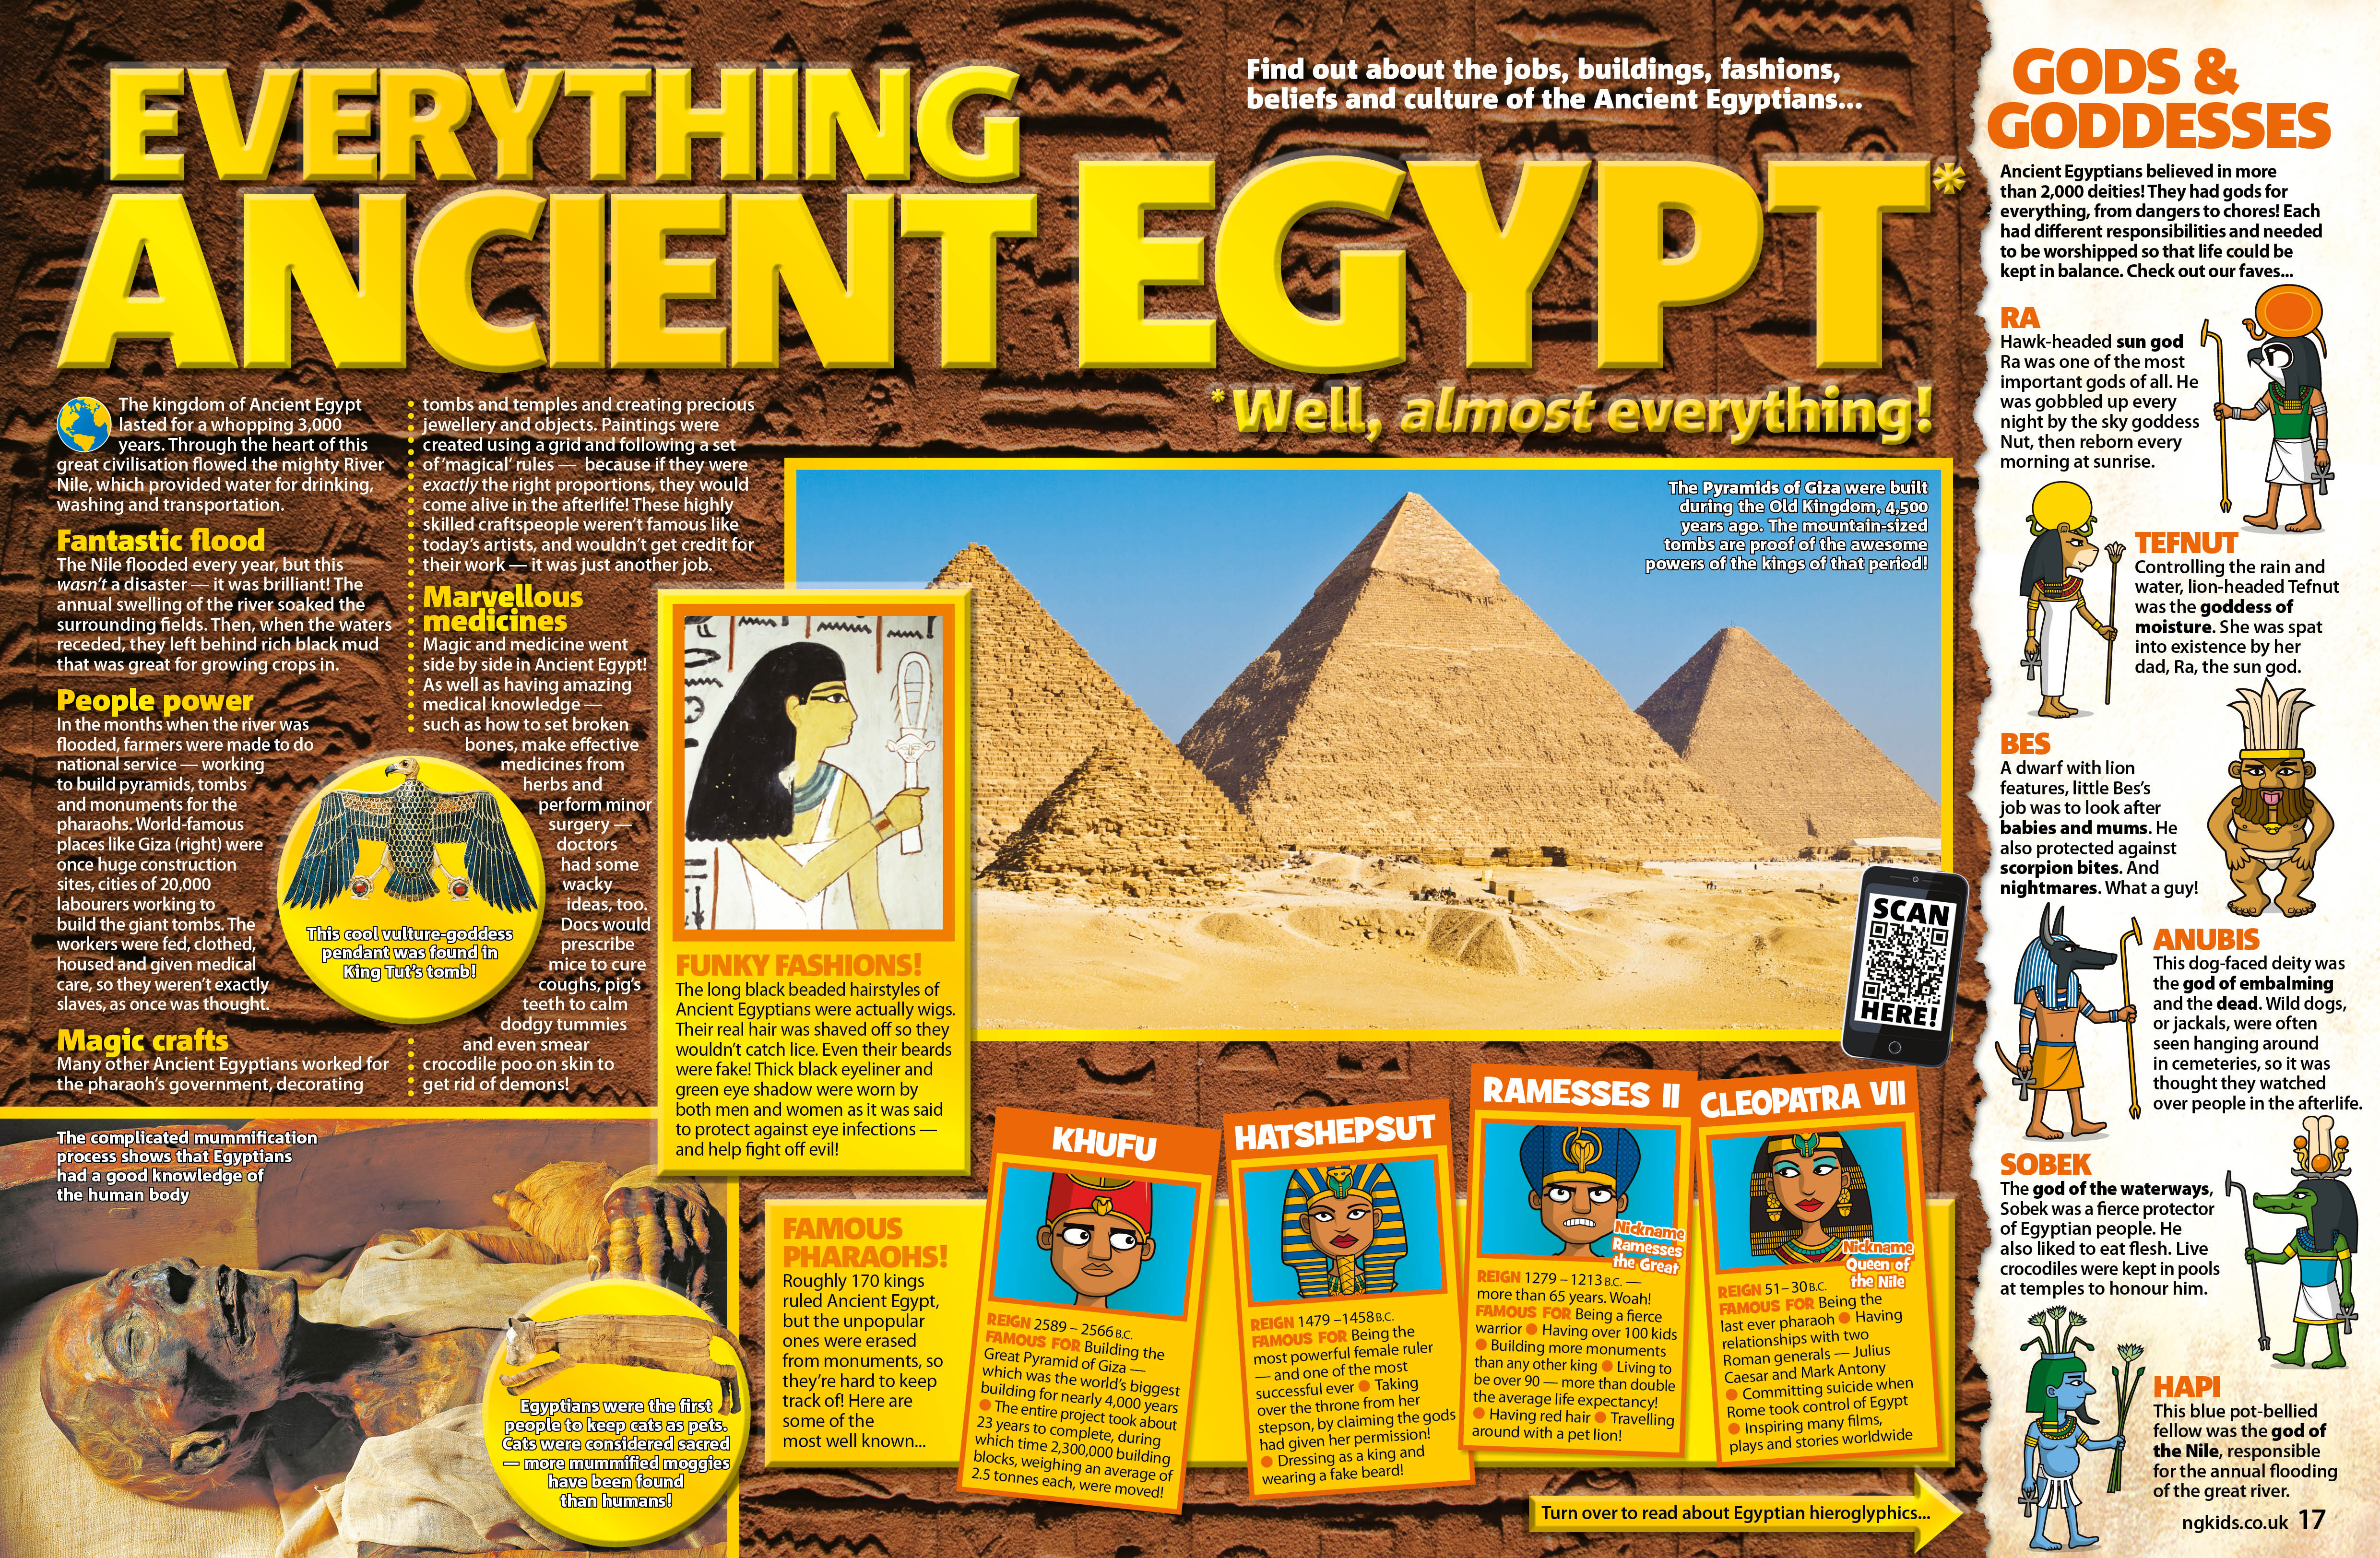 EVERYTHING
ANCIENT EGYPT*
Find out about the jobs, buildings, fashions,
beliefs and culture of the Ancient Egyptians...
*Well, almost everything!
The kingdom of Ancient Egypt
lasted for a whopping 3,000
years. Through the heart of this
great civilisation flowed the mighty River
Nile, which provided water for drinking,
washing and transportation.
Fantastic flood
The Nile flooded every year, but this
wasn't a disaster — it was brilliant! The
annual swelling of the river soaked the
surrounding fields. Then, when the waters
receded, they left behind rich black mud
that was great for growing crops in.
People power
In the months when the river was
flooded, farmers were made to do
national service — working
to build pyramids, tombs
and monuments for the
pharaohs. World-famous
places like Giza (right) were
once huge construction
sites, cities of 20,000
labourers working to
build the giant tombs. The
workers were fed, clothed,
housed and given medical
care, so they weren't exactly
slaves, as once was thought.
Magic crafts
Many other Ancient Egyptians worked for
the pharaoh's government, decorating
tombs and temples and creating precious
jewellery and objects. Paintings were
created using a grid and following a set
of 'magical' rules — because if they were
exactly the right proportions, they would
come alive in the afterlife! These highly
skilled craftspeople weren't famous like
today's artists, and wouldn't get credit for
their work — it was just another job.
Marvellous
medicines
Magic and medicine went
side by side in Ancient Egypt!
As well as having amazing
medical knowledge —
such as how to set broken
bones, make effective
medicines from
herbs and
perform minor
surgery —
doctors
had some
wacky
ideas, too.
Docs would
prescribe
mice to cure
coughs, pig's
teeth to calm
dodgy tummies
and even smear
crocodile poo on skin to
get rid of demons!
This cool vulture-goddess
pendant was found in
King Tut's tomb!
FUNKY FASHIONS!
The long black beaded hairstyles of
Ancient Egyptians were actually wigs.
Their real hair was shaved off so they
wouldn't catch lice. Even their beards
were fake! Thick black eyeliner and
green eye shadow were worn by
both men and women as it was said
to protect against eye infections —
and help fight off evil!
The Pyramids of Giza were built
during the Old Kingdom, 4,500
years ago. The mountain-sized
tombs are proof of the awesome
powers of the kings of that period!
SCAN
HERE!
The complicated mummification
process shows that Egyptians
had a good knowledge of
the human body
Egyptians were the first
people to keep cats as pets.
Cats were considered sacred
— more mummified moggies
have been found
than humans!
FAMOUS
PHARAOHS!
Roughly 170 kings
ruled Ancient Egypt,
but the unpopular
ones were erased
from monuments, so
they're hard to keep
track of! Here are
some of the
most well known...
KHUFU
REIGN 2589 – 2566 B.C.
FAMOUS FOR Building the
Great Pyramid of Giza —
which was the world's biggest
building for nearly 4,000 years
● The entire project took about
23 years to complete, during
which time 2,300,000 building
blocks, weighing an average of
2.5 tonnes each, were moved!
HATSHEPSUT
REIGN 1479 –1458 B.C.
FAMOUS FOR Being the
most powerful female ruler
— and one of the most
successful ever ● Taking
over the throne from her
stepson, by claiming the gods
had given her permission!
● Dressing as a king and
wearing a fake beard!
RAMESSES II
Nickname
Ramesses
the Great
REIGN 1279 – 1213 B.C. —
more than 65 years. Woah!
FAMOUS FOR Being a fierce
warrior ● Having over 100 kids
● Building more monuments
than any other king ● Living to
be over 90 — more than double
the average life expectancy!
● Having red hair ● Travelling
around with a pet lion!
CLEOPATRA VII
Nickname
Queen of
the Nile
REIGN 51– 30 B.C.
FAMOUS FOR Being the
last ever pharaoh ● Having
relationships with two
Roman generals — Julius
Caesar and Mark Antony
● Committing suicide when
Rome took control of Egypt
● Inspiring many films,
plays and stories worldwide
Turn over to read about Egyptian hieroglyphics...
GODS &
GODDESSES
Ancient Egyptians believed in more
than 2,000 deities! They had gods for
everything, from dangers to chores! Each
had different responsibilities and needed
to be worshipped so that life could be
kept in balance. Check out our faves...
RA
Hawk-headed sun god
Ra was one of the most
important gods of all. He
was gobbled up every
night by the sky goddess
Nut, then reborn every
morning at sunrise.
TEFNUT
Controlling the rain and
water, lion-headed Tefnut
was the goddess of
moisture. She was spat
into existence by her
dad, Ra, the sun god.
BES
A dwarf with lion
features, little Bes's
job was to look after
babies and mums. He
also protected against
scorpion bites. And
nightmares. What a guy!
ANUBIS
This dog-faced deity was
the god of embalming
and the dead. Wild dogs,
or jackals, were often
seen hanging around
in cemeteries, so it was
thought they watched
over people in the afterlife.
SOBEK
The god of the waterways,
Sobek was a fierce protector
of Egyptian people. He
also liked to eat flesh. Live
crocodiles were kept in pools
at temples to honour him.
HAPI
This blue pot-bellied
fellow was the god of
the Nile, responsible
for the annual flooding
of the great river.
ngkids.co.uk 17